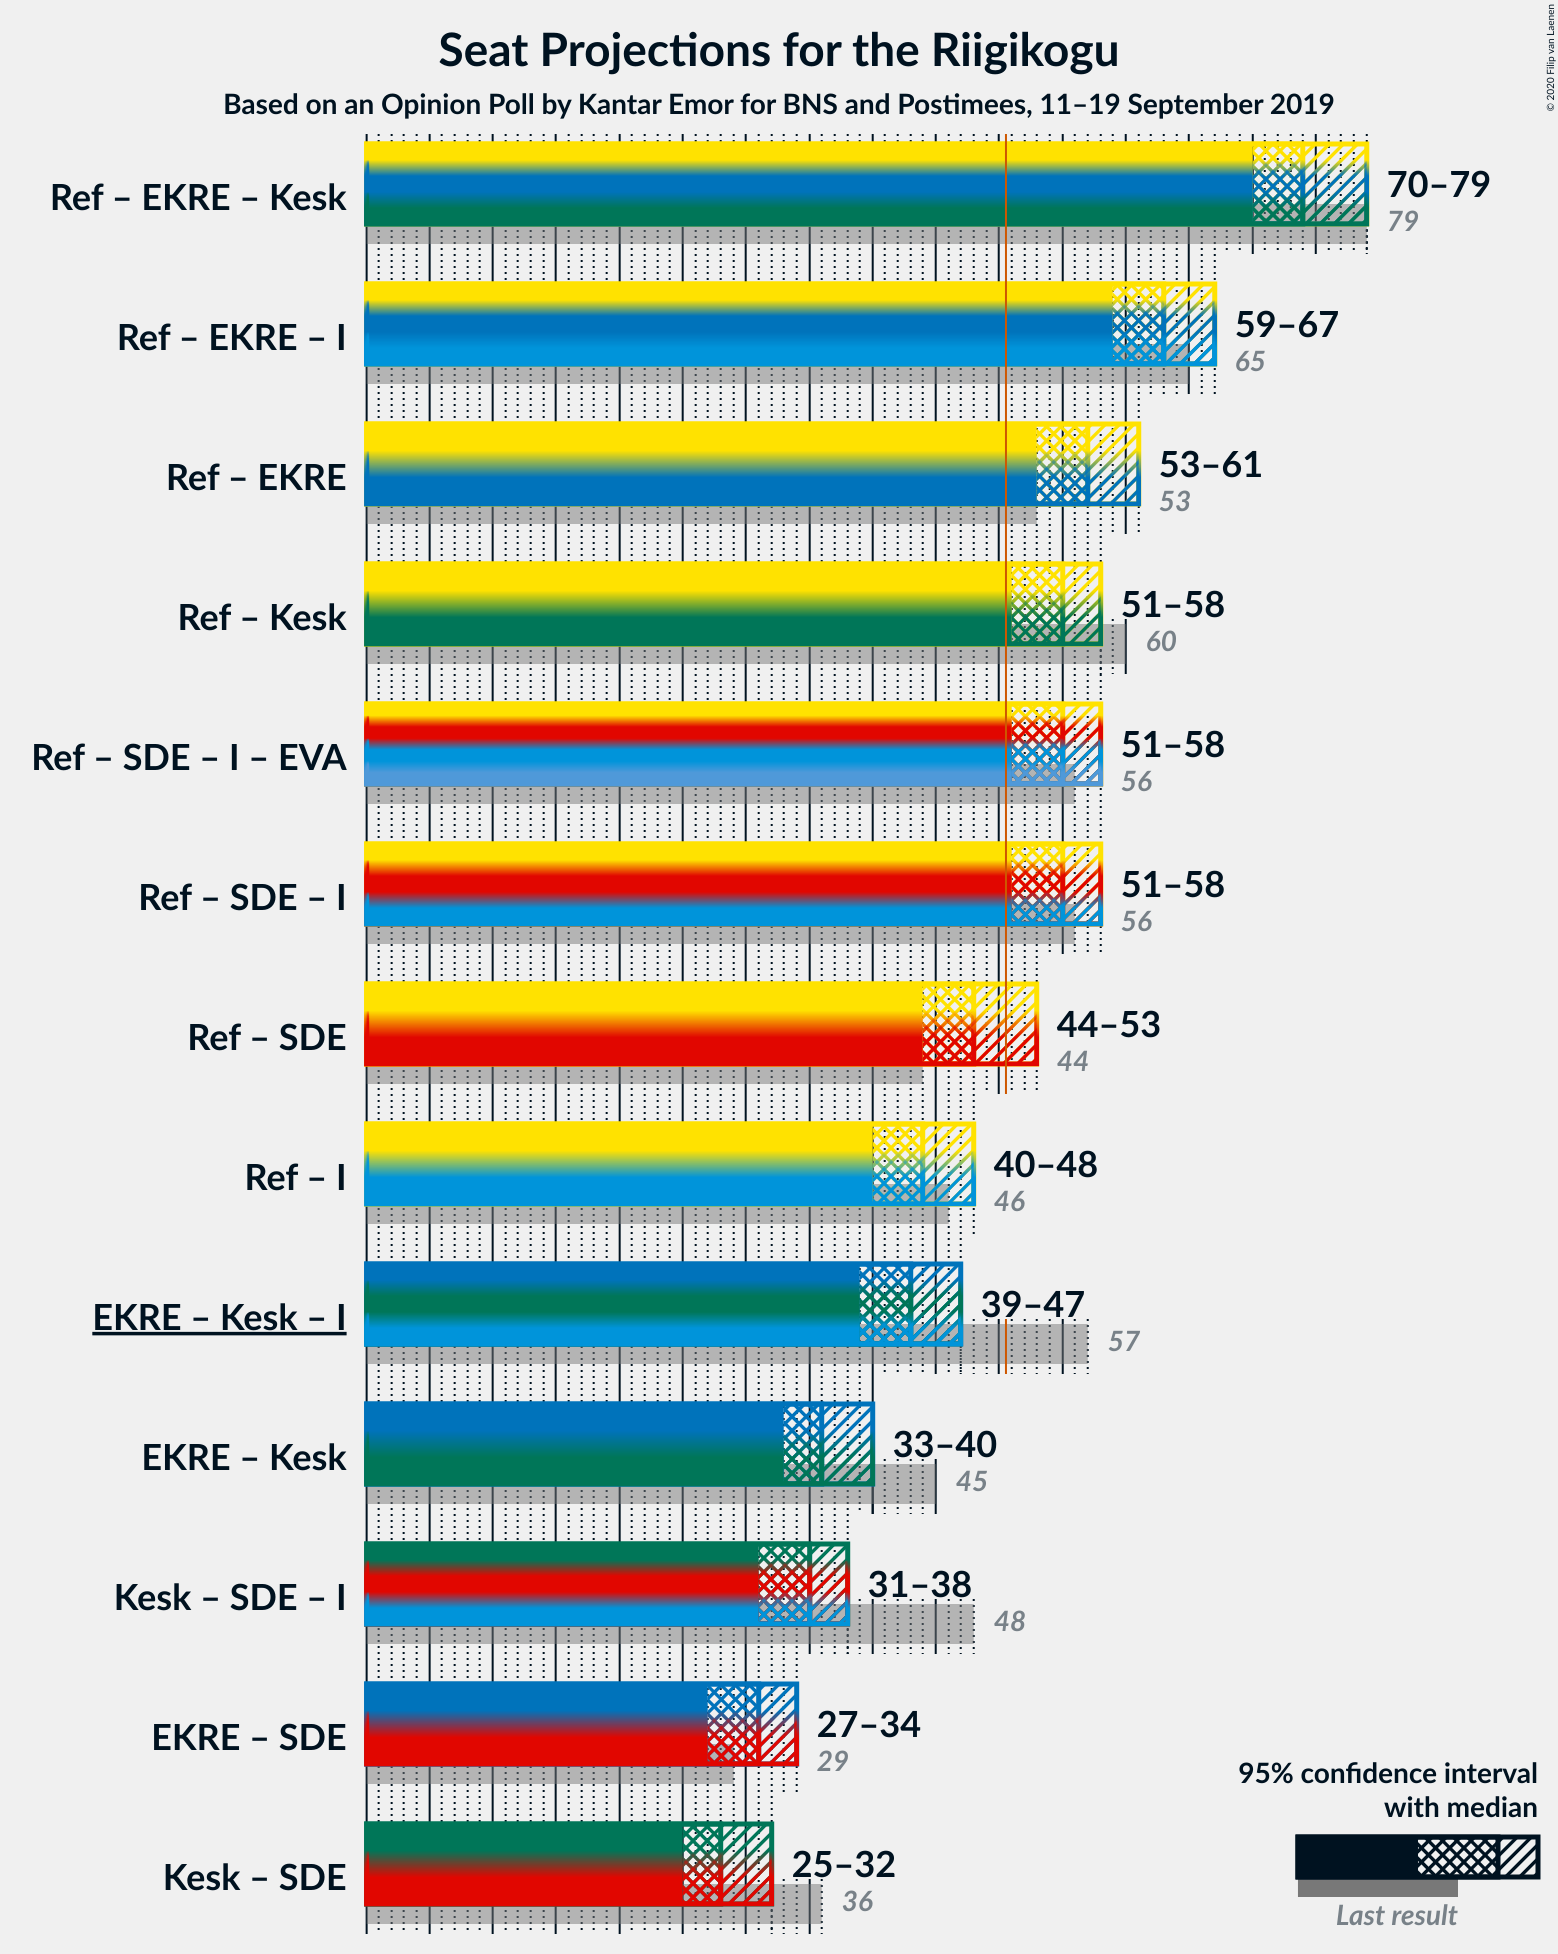 Seat Projections for the Riigikogu
Based on an Opinion Poll by Kantar Emor for BNS and Postimees, 11–19 September 2019
© 2020 Filip van Laenen
Ref – EKRE – Kesk
70–79
79
Ref – EKRE – I
59–67
65
Ref – EKRE
53–61
53
Ref – Kesk
51–58
60
Ref – SDE – I – EVA
51–58
56
Ref – SDE – I
51–58
56
Ref – SDE
44–53
44
Ref – I
40–48
46
EKRE – Kesk – I
39–47
57
EKRE – Kesk
33–40
45
Kesk – SDE – I
31–38
48
EKRE – SDE
27–34
29
Kesk – SDE
25–32
36
95% confidence interval
with median
Last result